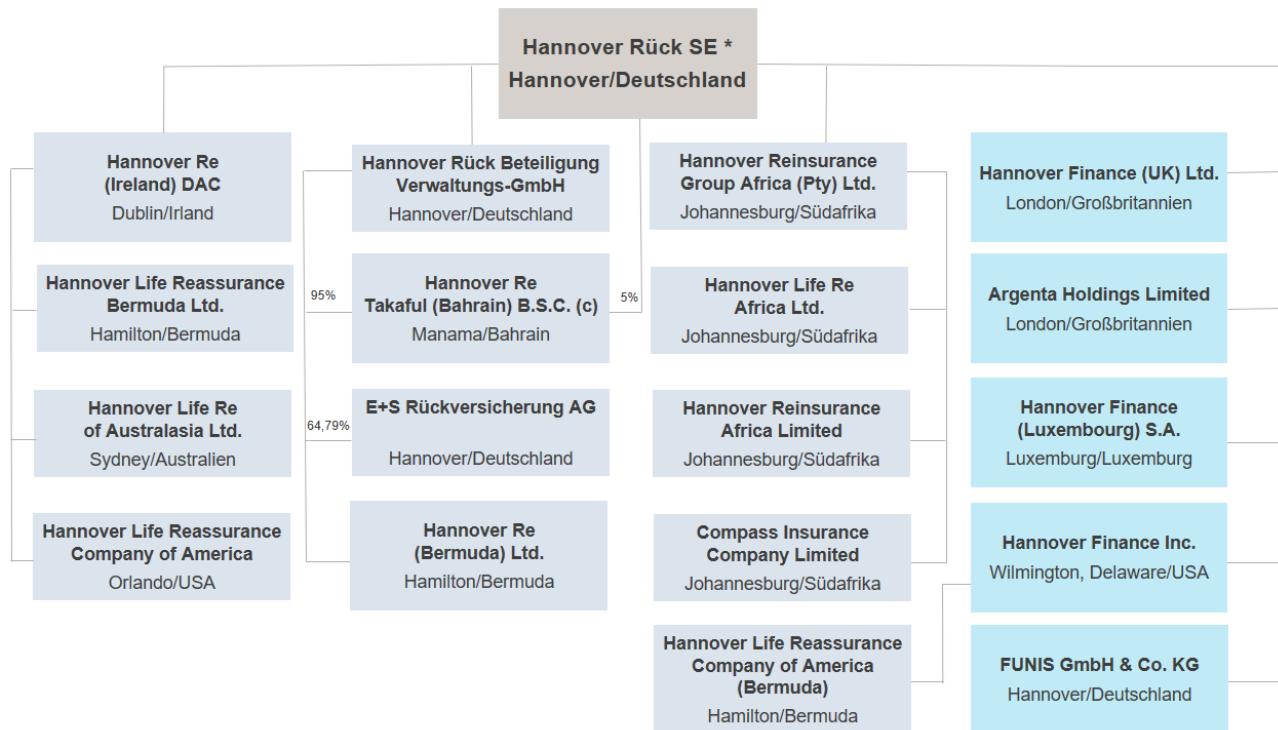 Hannover Rück SE *
Hannover/Deutschland
Hannover Re
(Ireland) DAC
Dublin/Irland
Hannover Life Reassurance
Bermuda Ltd.
Hamilton/Bermuda
Hannover Life Re
of Australasia Ltd.
Sydney/Australien
Hannover Life Reassurance
Company of America
Orlando/USA
Hannover Rück Beteiligung
Verwaltungs-GmbH
Hannover/Deutschland
95%
Hannover Re
Takaful (Bahrain) B.S.C. (c)
Manama/Bahrain
5%
64,79%
E+S Rückversicherung AG
Hannover/Deutschland
Hannover Re
(Bermuda) Ltd.
Hamilton/Bermuda
Hannover Reinsurance
Group Africa (Pty) Ltd.
Johannesburg/Südafrika
Hannover Life Re
Africa Ltd.
Johannesburg/Südafrika
Hannover Reinsurance
Africa Limited
Johannesburg/Südafrika
Compass Insurance
Company Limited
Johannesburg/Südafrika
Hannover Life Reassurance
Company of America
(Bermuda)
Hamilton/Bermuda
Hannover Finance (UK) Ltd.
London/Großbritannien
Argenta Holdings Limited
London/Großbritannien
Hannover Finance
(Luxembourg) S.A.
Luxemburg/Luxemburg
Hannover Finance Inc.
Wilmington, Delaware/USA
FUNIS GmbH & Co. KG
Hannover/Deutschland